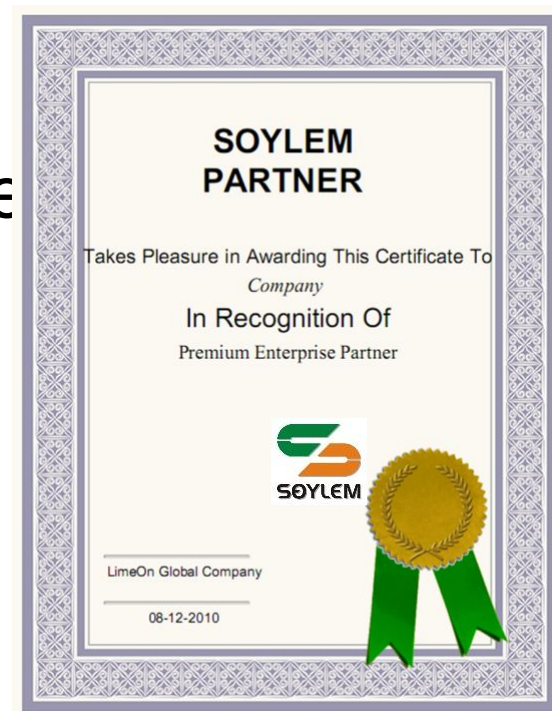 SOYLEM
PARTNER
e
Takes Pleasure in Awarding This Certificate To
Company
In Recognition Of
Premium Enterprise Partner
SOYLEM
LimeOn Global Company
08-12-2010